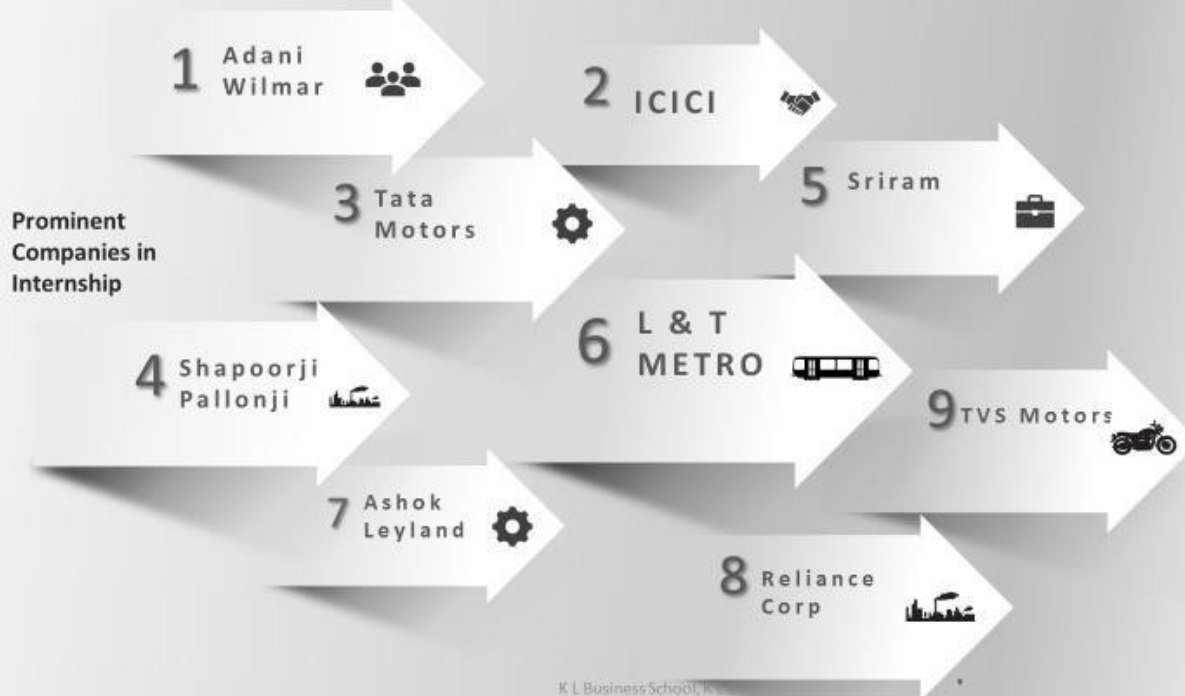 Prominent
Companies in
Internship
1 Adani
Wilmar
2 ICICI
3 Tata
Motors
4 Shapoorji
Pallonji
5 Sriram
6 L & T
METRO
7 Ashok
Leyland
8 Reliance
Corp
9 TVS Motors
K L Business School,